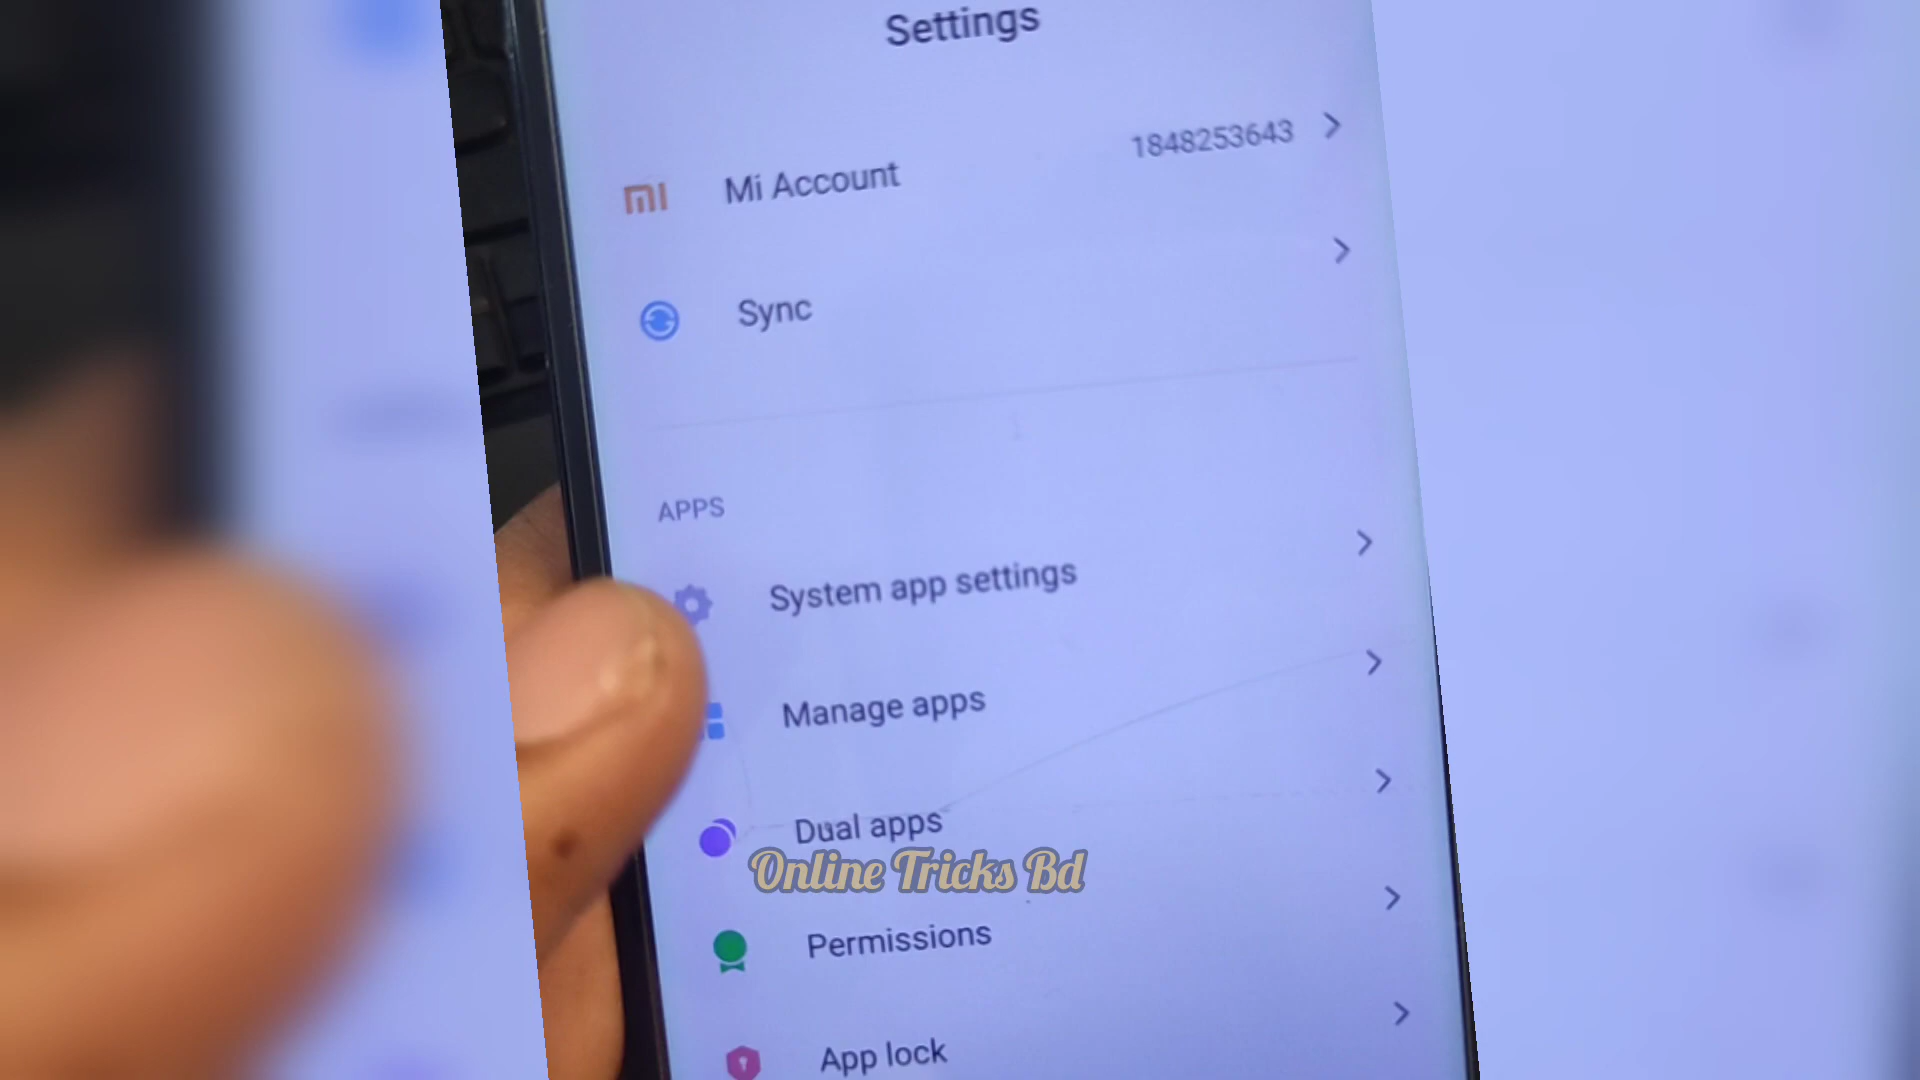 Settings
mi Mi Account 1848253643
Sync
APPS
System app settings
Manage apps
Dual apps
Online Tricks Bd
Permissions
App lock